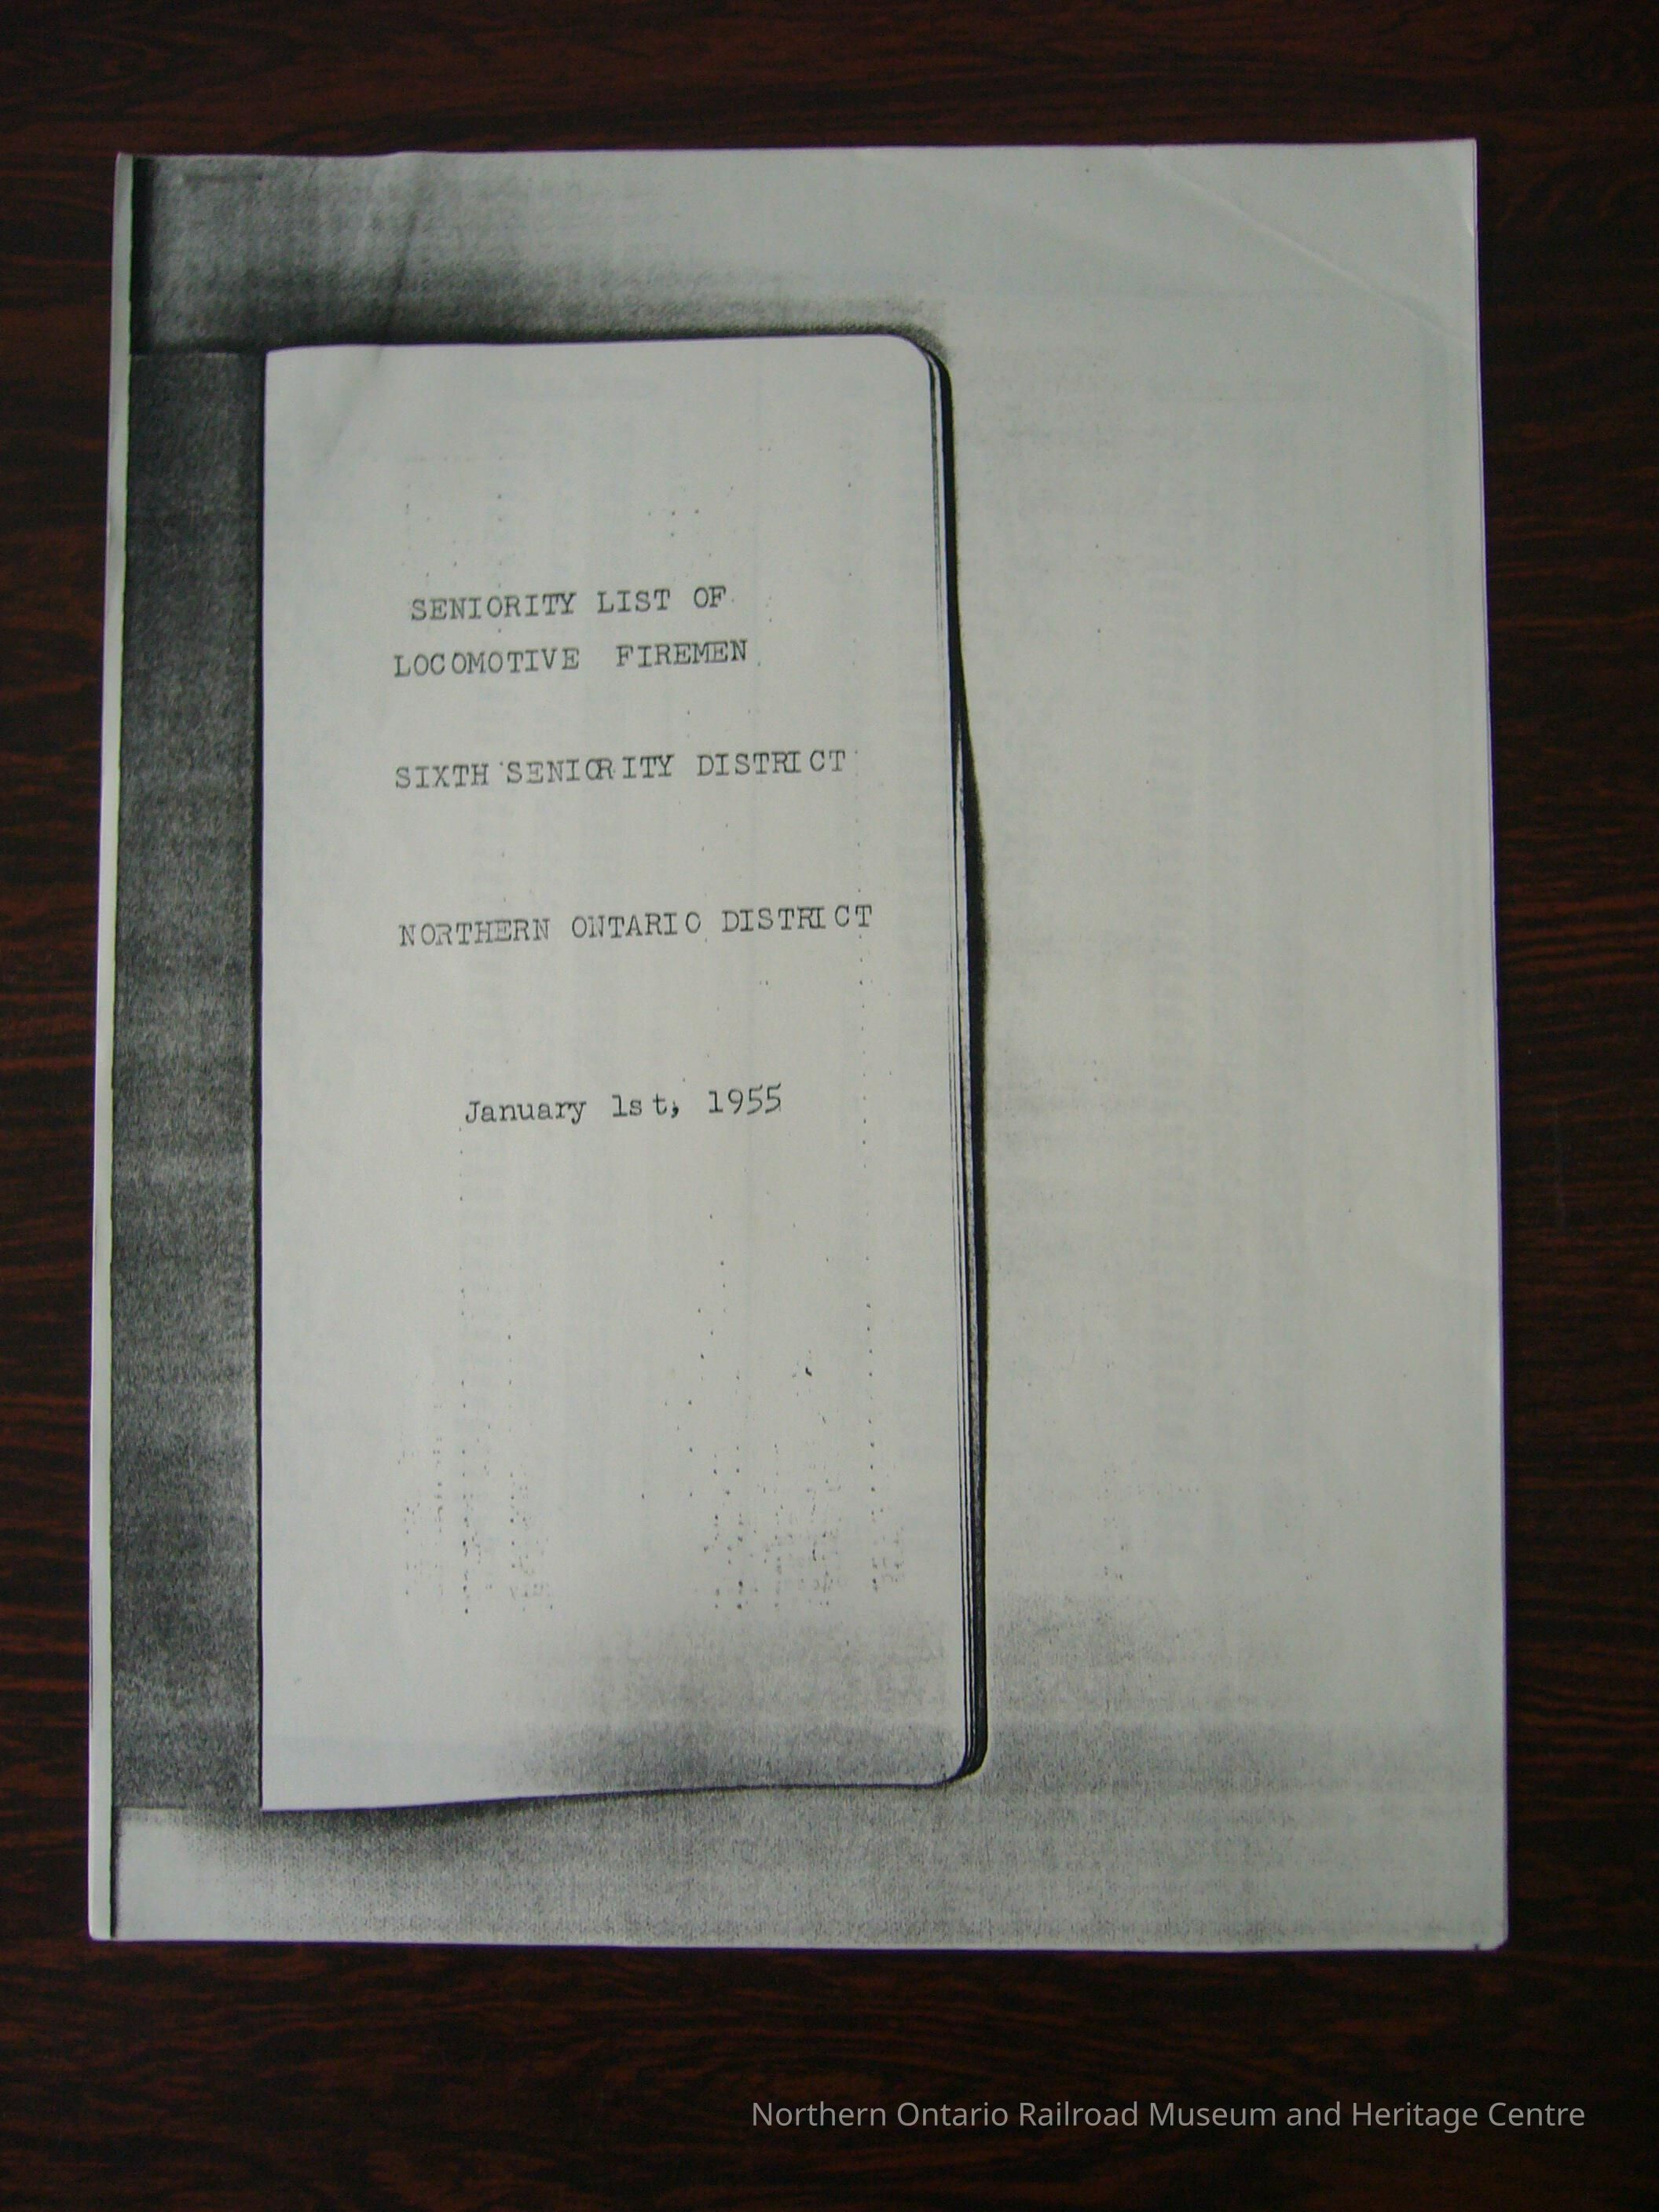 SENIORITY LIST OF
LOCOMOTIVE FIREMEN
SIXTH SENIORITY DISTRICT
NORTHERN ONTARIO DISTRICT
January 1st, 1955
Northern Ontario Railroad Museum and Heritage Centre